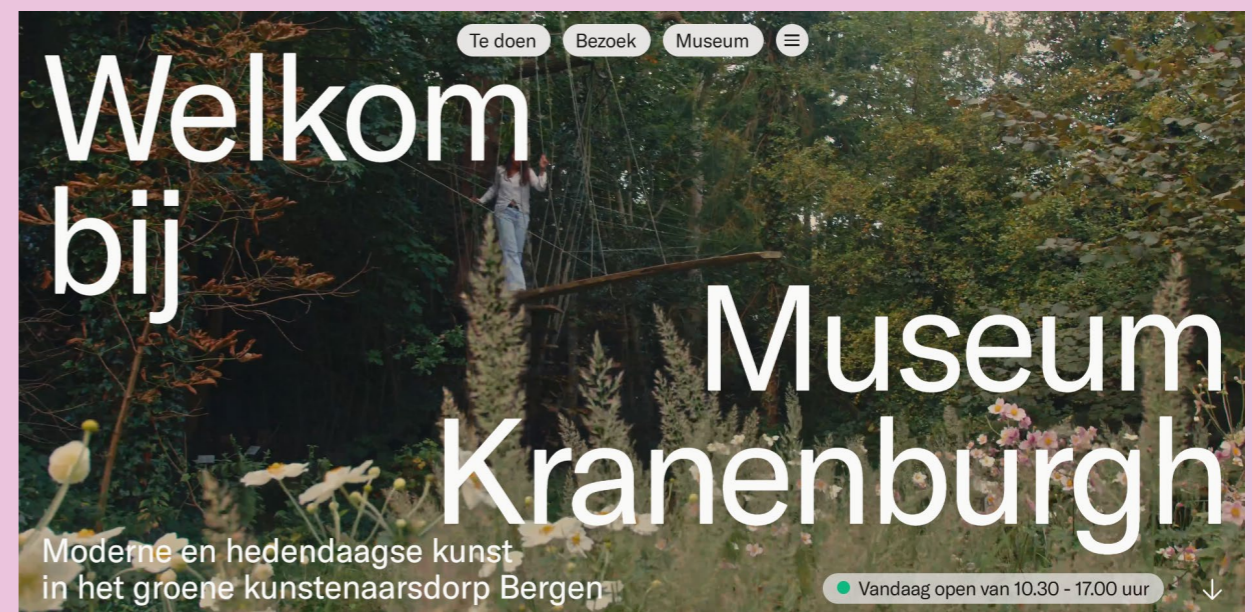 Te doen
Bezoek
Museum
Welkom
bij
Museum
Kranenburgh
Moderne en hedendaagse kunst
in het groene kunstenaarsdorp Bergen
Vandaag open van 10.30 - 17.00 uur